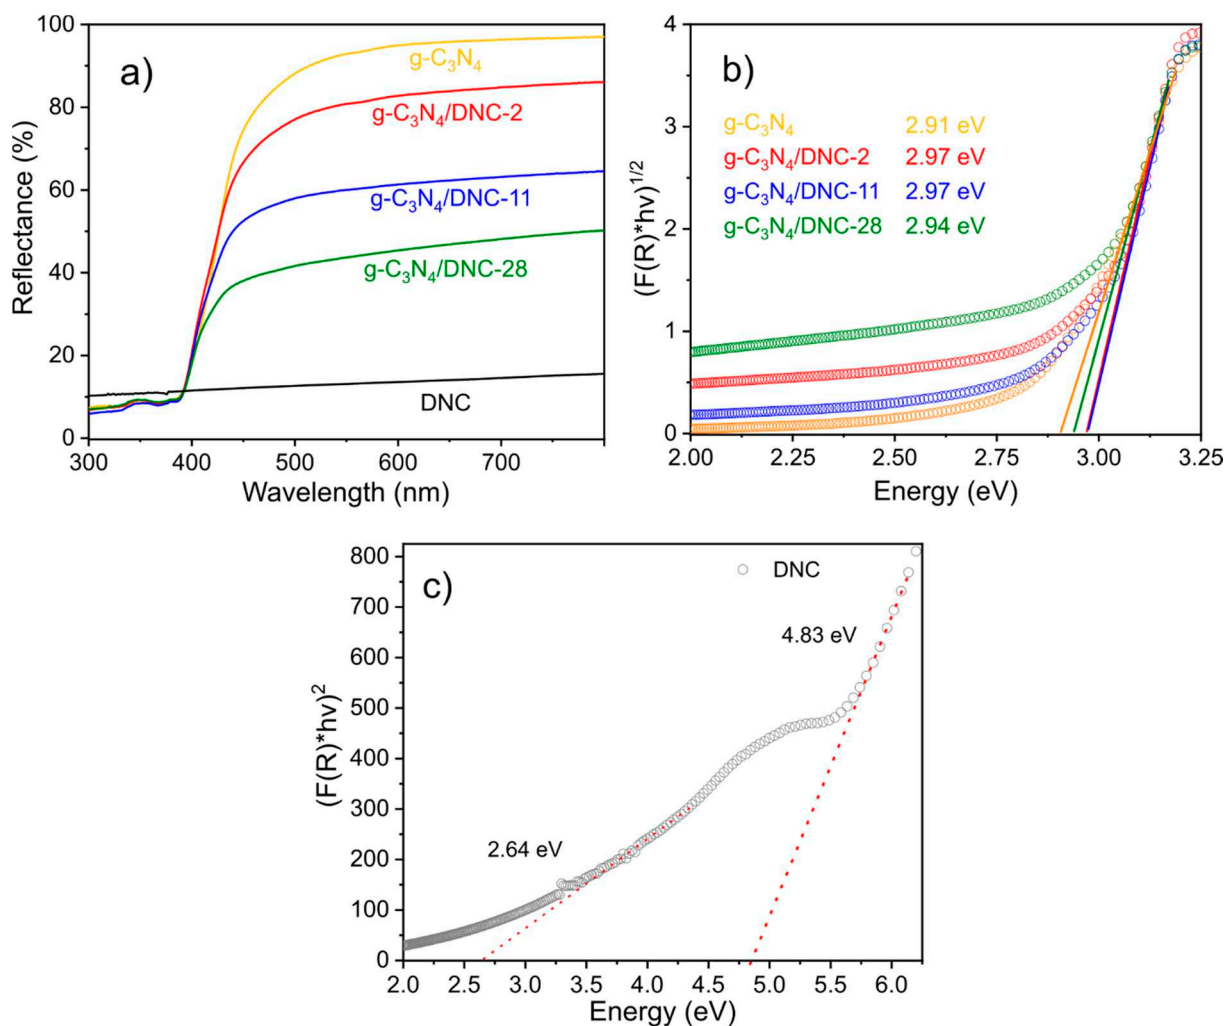 a)
g-C₃N₄
g-C₃N₄/DNC-2
g-C₃N₄/DNC-11
g-C₃N₄/DNC-28
DNC
Reflectance (%)
100
80
60
40
20
0
300 400 500 600 700
Wavelength (nm)
b)
g-C₃N₄ 2.91 eV
g-C₃N₄/DNC-2 2.97 eV
g-C₃N₄/DNC-11 2.97 eV
g-C₃N₄/DNC-28 2.94 eV
(F(R)*hv)¹ᐟ²
4
3
2
1
0
2.00 2.25 2.50 2.75 3.00 3.25
Energy (eV)
c)
DNC
4.83 eV
2.64 eV
(F(R)*hv)²
800
700
600
500
400
300
200
100
0
2.0 2.5 3.0 3.5 4.0 4.5 5.0 5.5 6.0
Energy (eV)